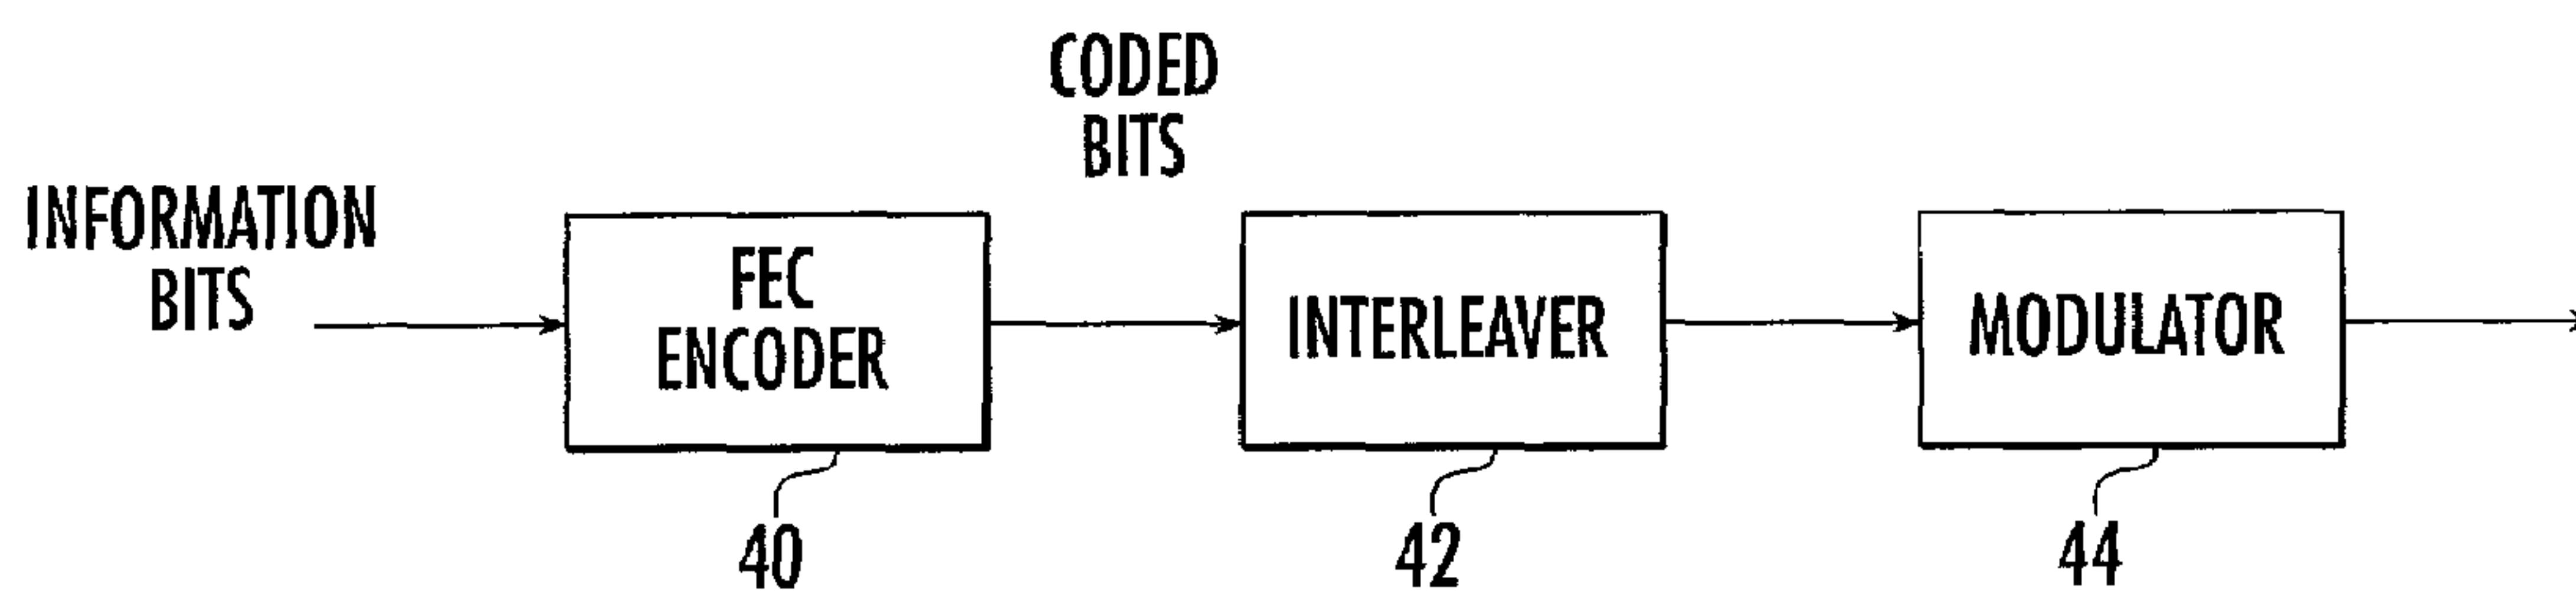 CODED
BITS
INFORMATION
BITS
FEC
ENCODER
INTERLEAVER
MODULATOR
40
42
44